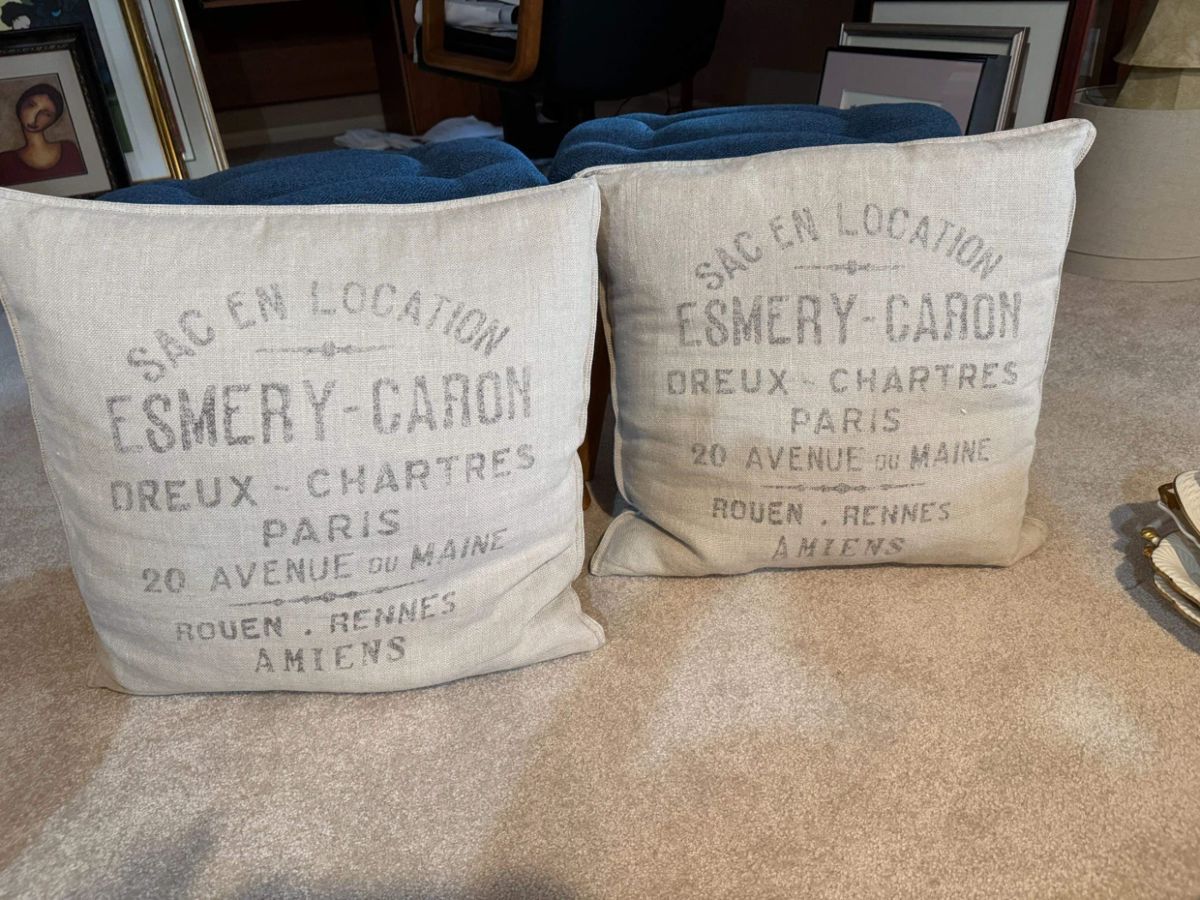 SAC EN LOCATION
ESMERY-CARON
DREUX - CHARTRES
PARIS
20 AVENUE DU MAINE
ROUEN . RENNES
AMIENS
SAC EN LOCATION
ESMERY-CARON
DREUX - CHARTRES
PARIS
20 AVENUE DU MAINE
ROUEN . RENNES
AMIENS